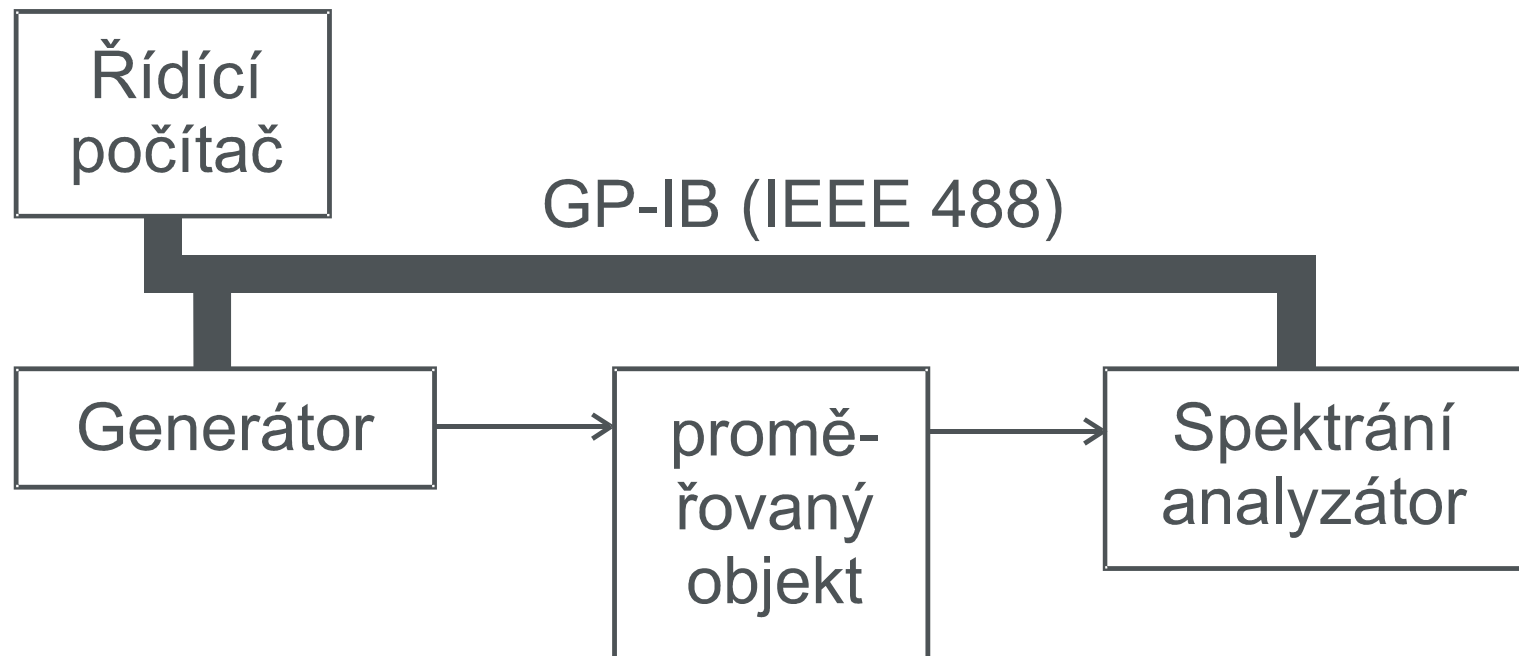 Řídící
počítač
GP-IB (IEEE 488)
Generátor
promě-
řovaný
objekt
Spektrání
analyzátor